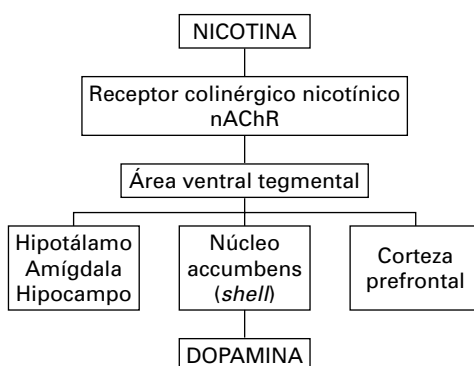 NICOTINA
Receptor colinérgico nicotínico
nAChR
Área ventral tegmental
Hipotálamo
Amígdala
Hipocampo
Núcleo
accumbens
(shell)
Corteza
prefrontal
DOPAMINA